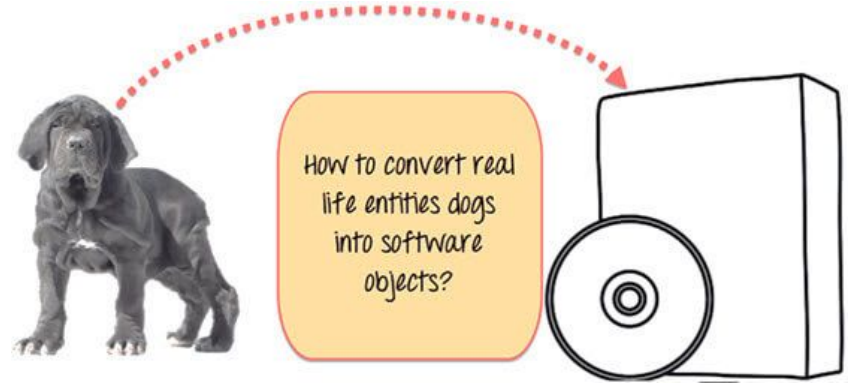 How to convert real
life entities dogs
into software
objects?